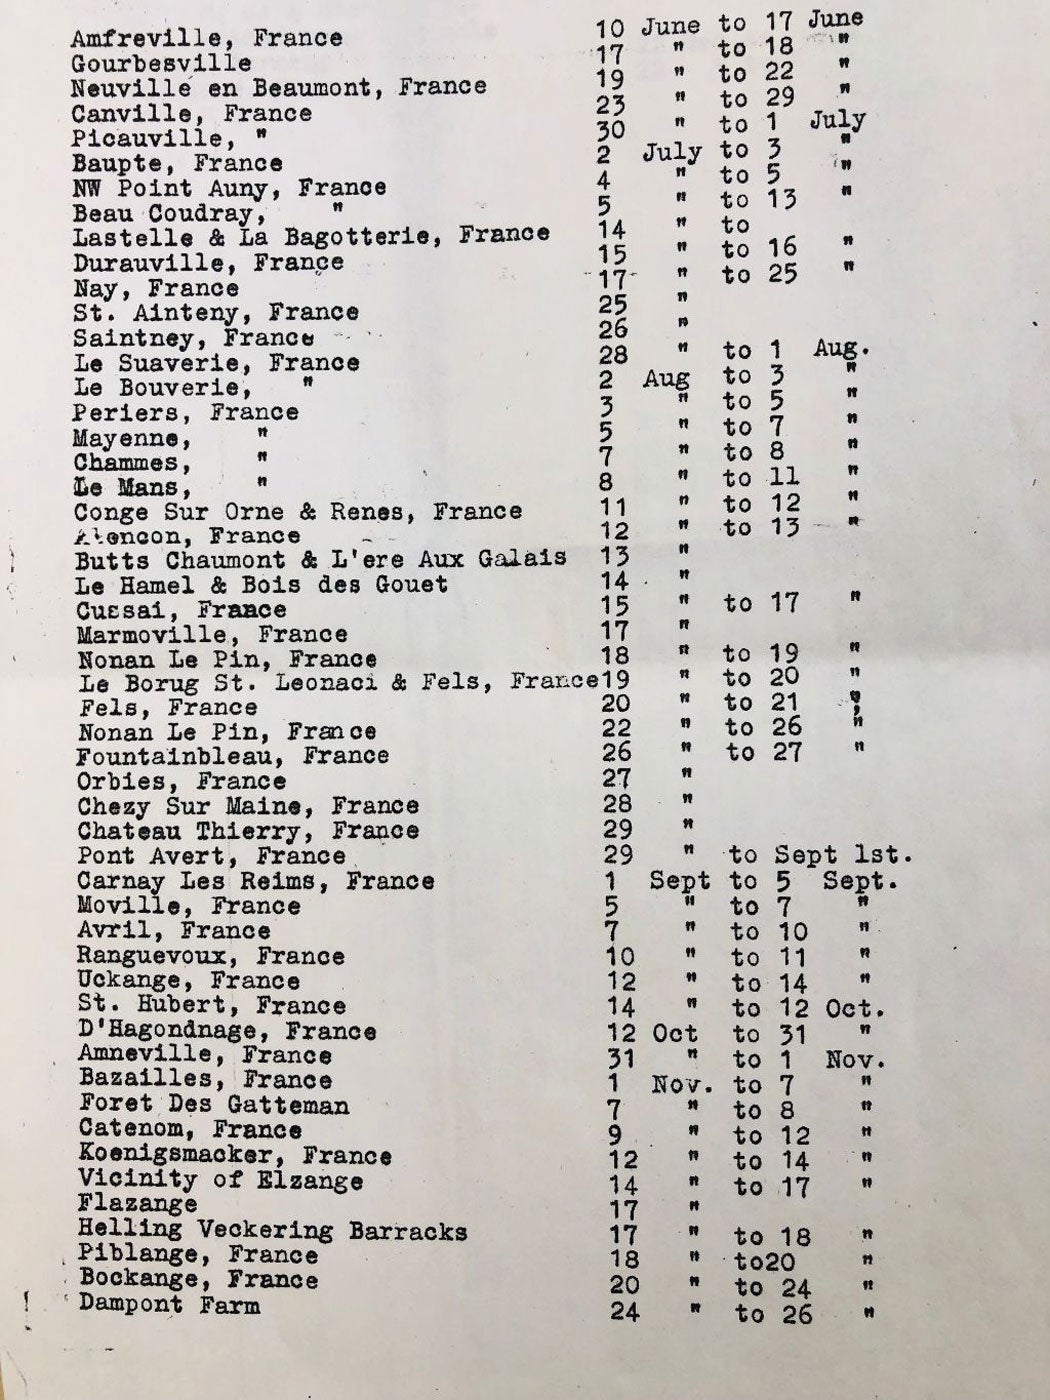 Amfreville, France 10 June to 17 June
Gourbesville 17 " to 18 "
Neuville en Beaumont, France 19 " to 22 "
Canville, France 23 " to 29 "
Picauville, " 30 " to 1 July
Baupte, France 2 July to 3 "
NW Point Auny, France 4 " to 5 "
Beau Coudray, " 5 " to 13 "
Lastelle & La Bagotterie, France 14 " to
Durauville, France 15 " to 16 "
Nay, France 17 " to 25 "
St. Ainteny, France 25 "
Saintney, France 26 "
Le Suaverie, France 28 " to 1 Aug.
Le Bouverie, " 2 Aug to 3 "
Periers, France 3 " to 5 "
Mayenne, " 5 " to 7 "
Chammes, " 7 " to 8 "
Le Mans, " 8 " to 11 "
Conge Sur Orne & Renes, France 11 " to 12 "
Alencon, France 12 " to 13 "
Butts Chaumont & L'ere Aux Galais 13 "
Le Hamel & Bois des Gouet 14 "
Cussai, France 15 " to 17 "
Marmoville, France 17 "
Nonan Le Pin, France 18 " to 19 "
Le Borug St. Leonaci & Fels, France 19 " to 20 "
Fels, France 20 " to 21 "
Nonan Le Pin, France 22 " to 26 "
Fountainbleau, France 26 " to 27 "
Orbies, France 27 "
Chezy Sur Maine, France 28 "
Chateau Thierry, France 29 "
Pont Avert, France 29 " to Sept 1st.
Carnay Les Reims, France 1 Sept to 5 Sept.
Moville, France 5 " to 7 "
Avril, France 7 " to 10 "
Ranguevoux, France 10 " to 11 "
Uckange, France 12 " to 14 "
St. Hubert, France 14 " to 12 Oct.
D'Hagondnage, France 12 Oct to 31 "
Amneville, France 31 " to 1 Nov.
Bazailles, France 1 Nov. to 7 "
Foret Des Gatteman 7 " to 8 "
Catenom, France 9 " to 12 "
Koenigsmacker, France 12 " to 14 "
Vicinity of Elzange 14 " to 17 "
Flazange 17 "
Helling Veckering Barracks 17 " to 18 "
Piblange, France 18 " to20 "
Bockange, France 20 " to 24 "
Dampont Farm 24 " to 26 "